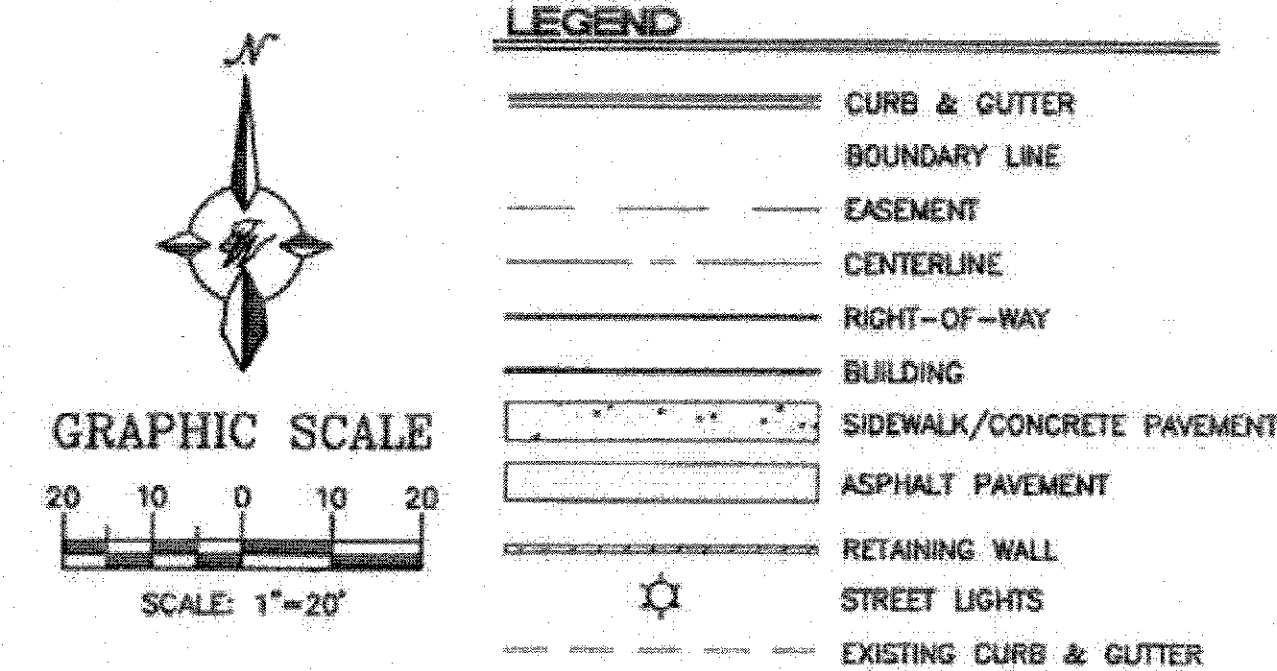 N
GRAPHIC SCALE
20 10 0 10 20
SCALE: 1"=20'
LEGEND
CURB & GUTTER
BOUNDARY LINE
EASEMENT
CENTERLINE
RIGHT-OF-WAY
BUILDING
SIDEWALK/CONCRETE PAVEMENT
ASPHALT PAVEMENT
RETAINING WALL
STREET LIGHTS
EXISTING CURB & GUTTER